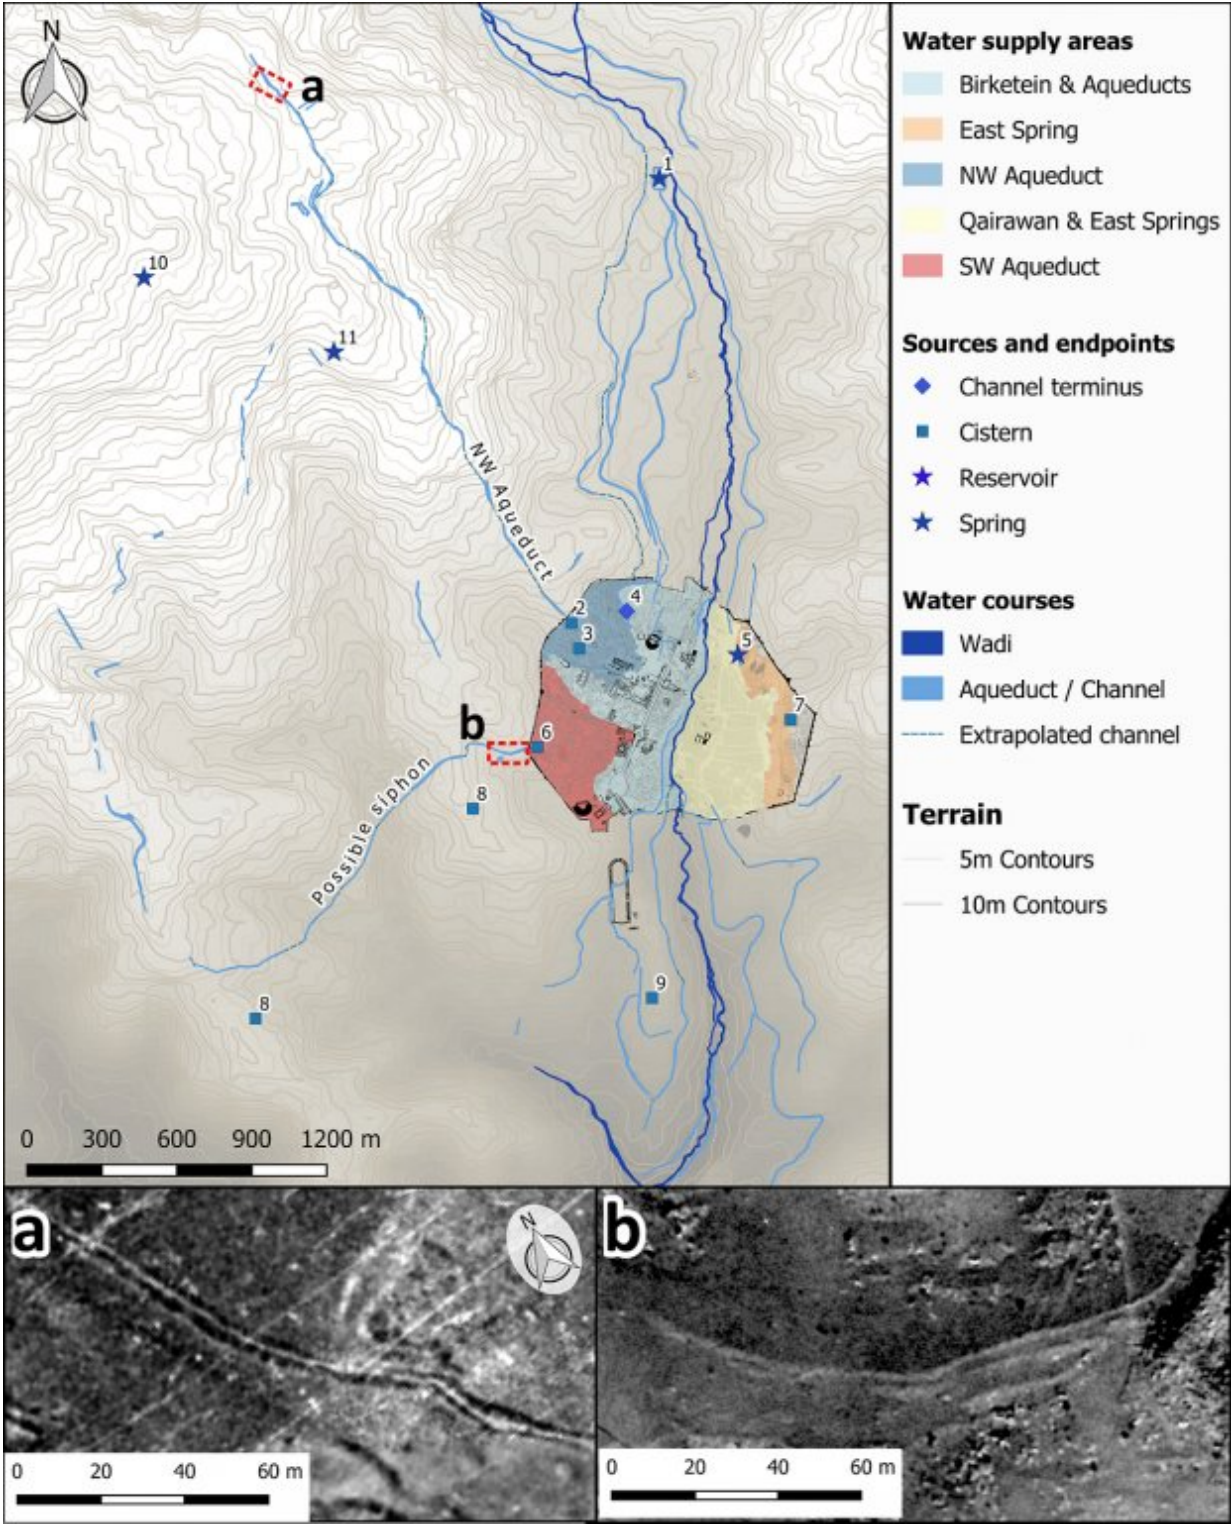 N
a
1
10
11
NW Aqueduct
2
3
4
5
6
7
b
8
Possible siphon
8
9
0 300 600 900 1200 m
Water supply areas
Birketein & Aqueducts
East Spring
NW Aqueduct
Qairawan & East Springs
SW Aqueduct
Sources and endpoints
Channel terminus
Cistern
Reservoir
Spring
Water courses
Wadi
Aqueduct / Channel
Extrapolated channel
Terrain
5m Contours
10m Contours
a
N
0 20 40 60 m
b
0 20 40 60 m